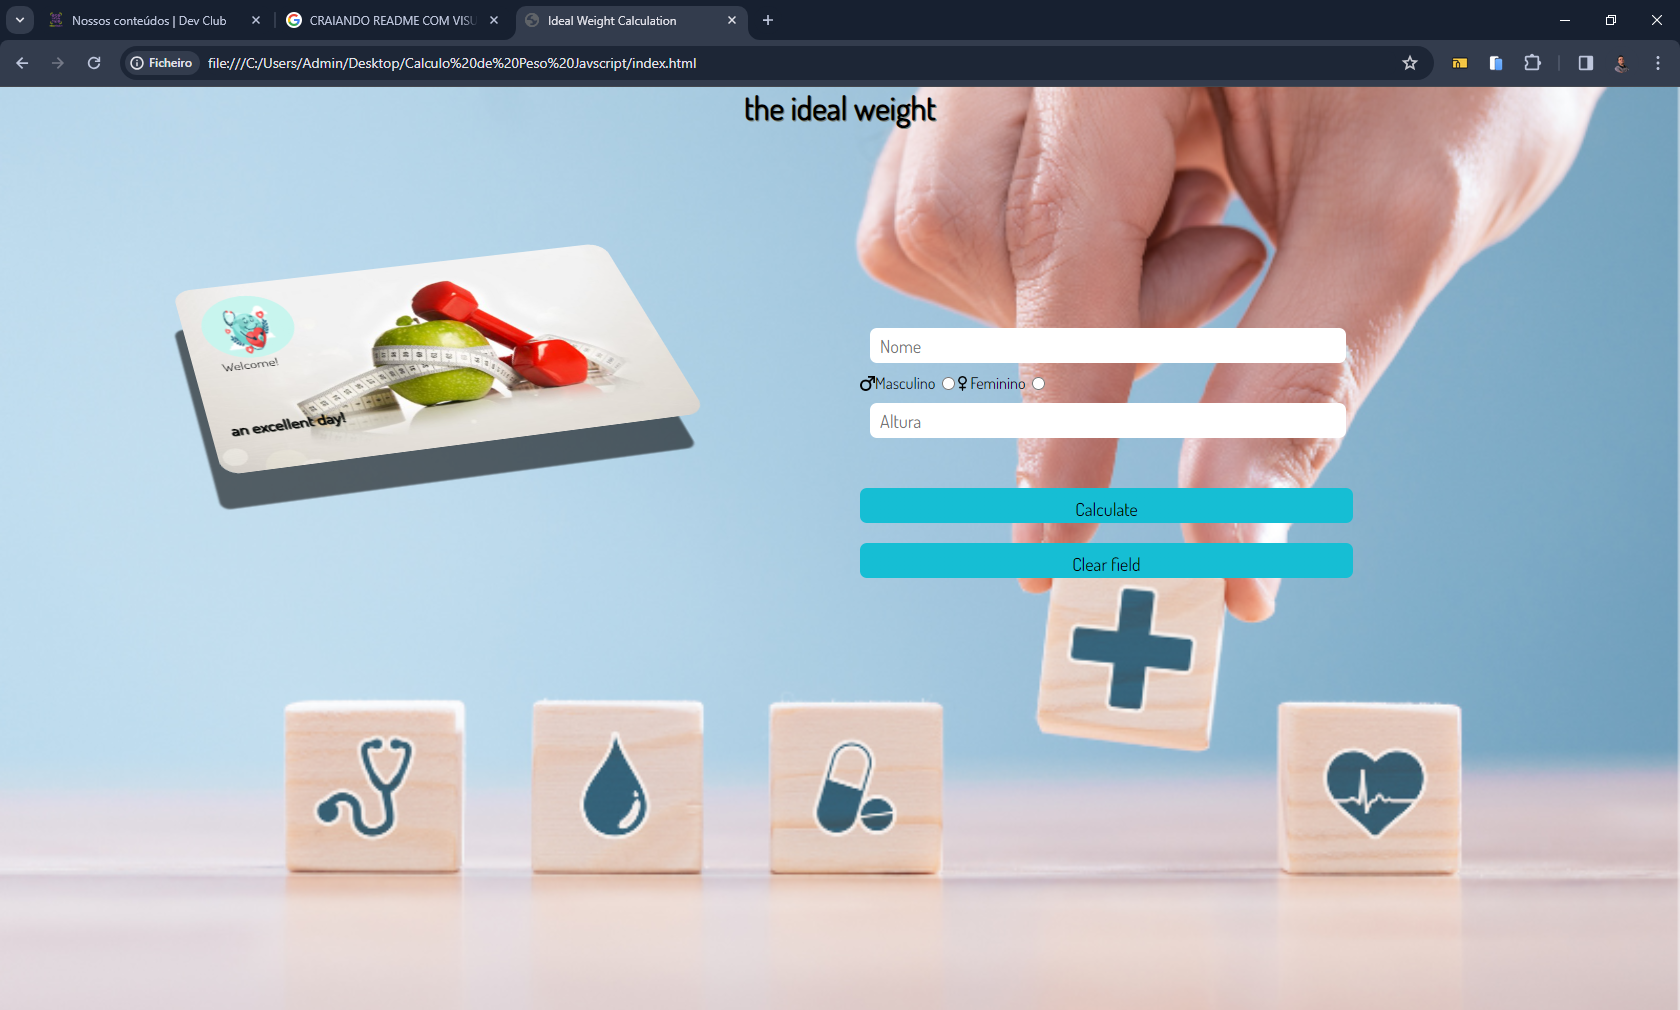 Nossos conteúdos | Dev Club
CRAIANDO README COM VISU
Ideal Weight Calculation
Ficheiro
file:///C:/Users/Admin/Desktop/Calculo%20de%20Peso%20Javscript/index.html
the ideal weight
Welcome!
an excellent day!
Nome
Masculino
Feminino
Altura
Calculate
Clear field